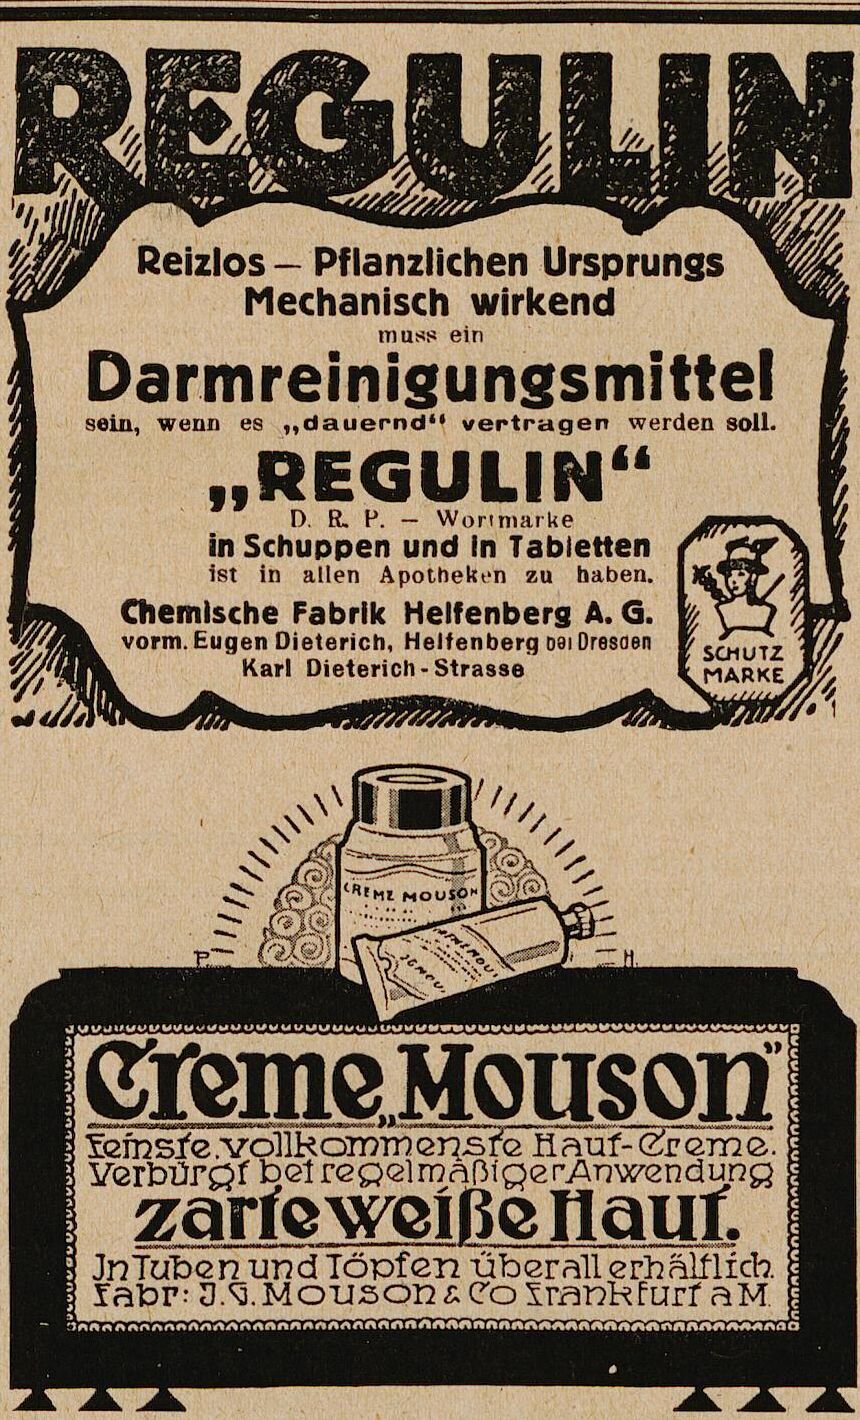 REGULIN
Reizlos — Pflanzlichen Ursprungs
Mechanisch wirkend
muss ein
Darmreinigungsmittel
sein, wenn es „dauernd“ vertragen werden soll.
„REGULIN“
D. R. P. — Wortmarke
in Schuppen und in Tabletten
ist in allen Apotheken zu haben.
Chemische Fabrik Helfenberg A. G.
vorm. Eugen Dieterich, Helfenberg bei Dresden
Karl Dieterich-Strasse
SCHUTZ
MARKE
CREME MOUSON
P. H.
Creme „Mouson“
feinste, vollkommenste Haut-Creme.
Verbürgt bei regelmäßiger Anwendung
zarte weiße Haut.
In Tuben und Töpfen überall erhältlich.
Fabr: J. G. Mouson & Co Frankfurt a M.